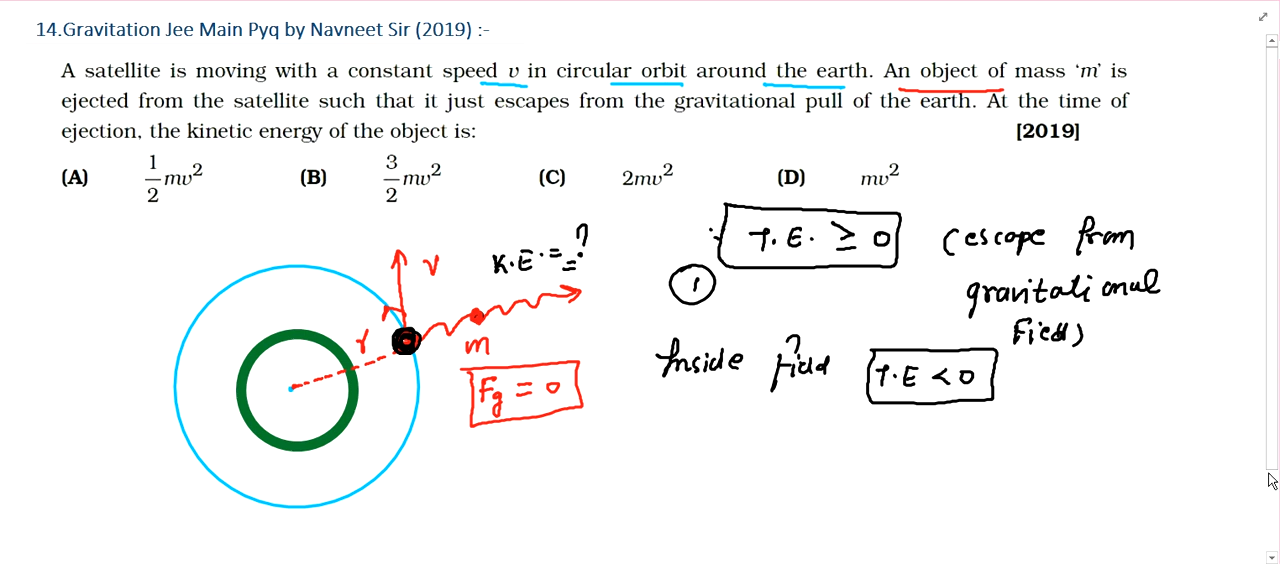 14.Gravitation Jee Main Pyq by Navneet Sir (2019) :-
A satellite is moving with a constant speed v in circular orbit around the earth. An object of mass ‘m’ is
ejected from the satellite such that it just escapes from the gravitational pull of the earth. At the time of
ejection, the kinetic energy of the object is: [2019]
(A) 1/2 mv² (B) 3/2 mv² (C) 2mv² (D) mv²
T.E. ≥ 0 (escape from
gravitational
Field)
V K.E. = ?
1
r m
Inside Field T.E < 0
Fg = 0